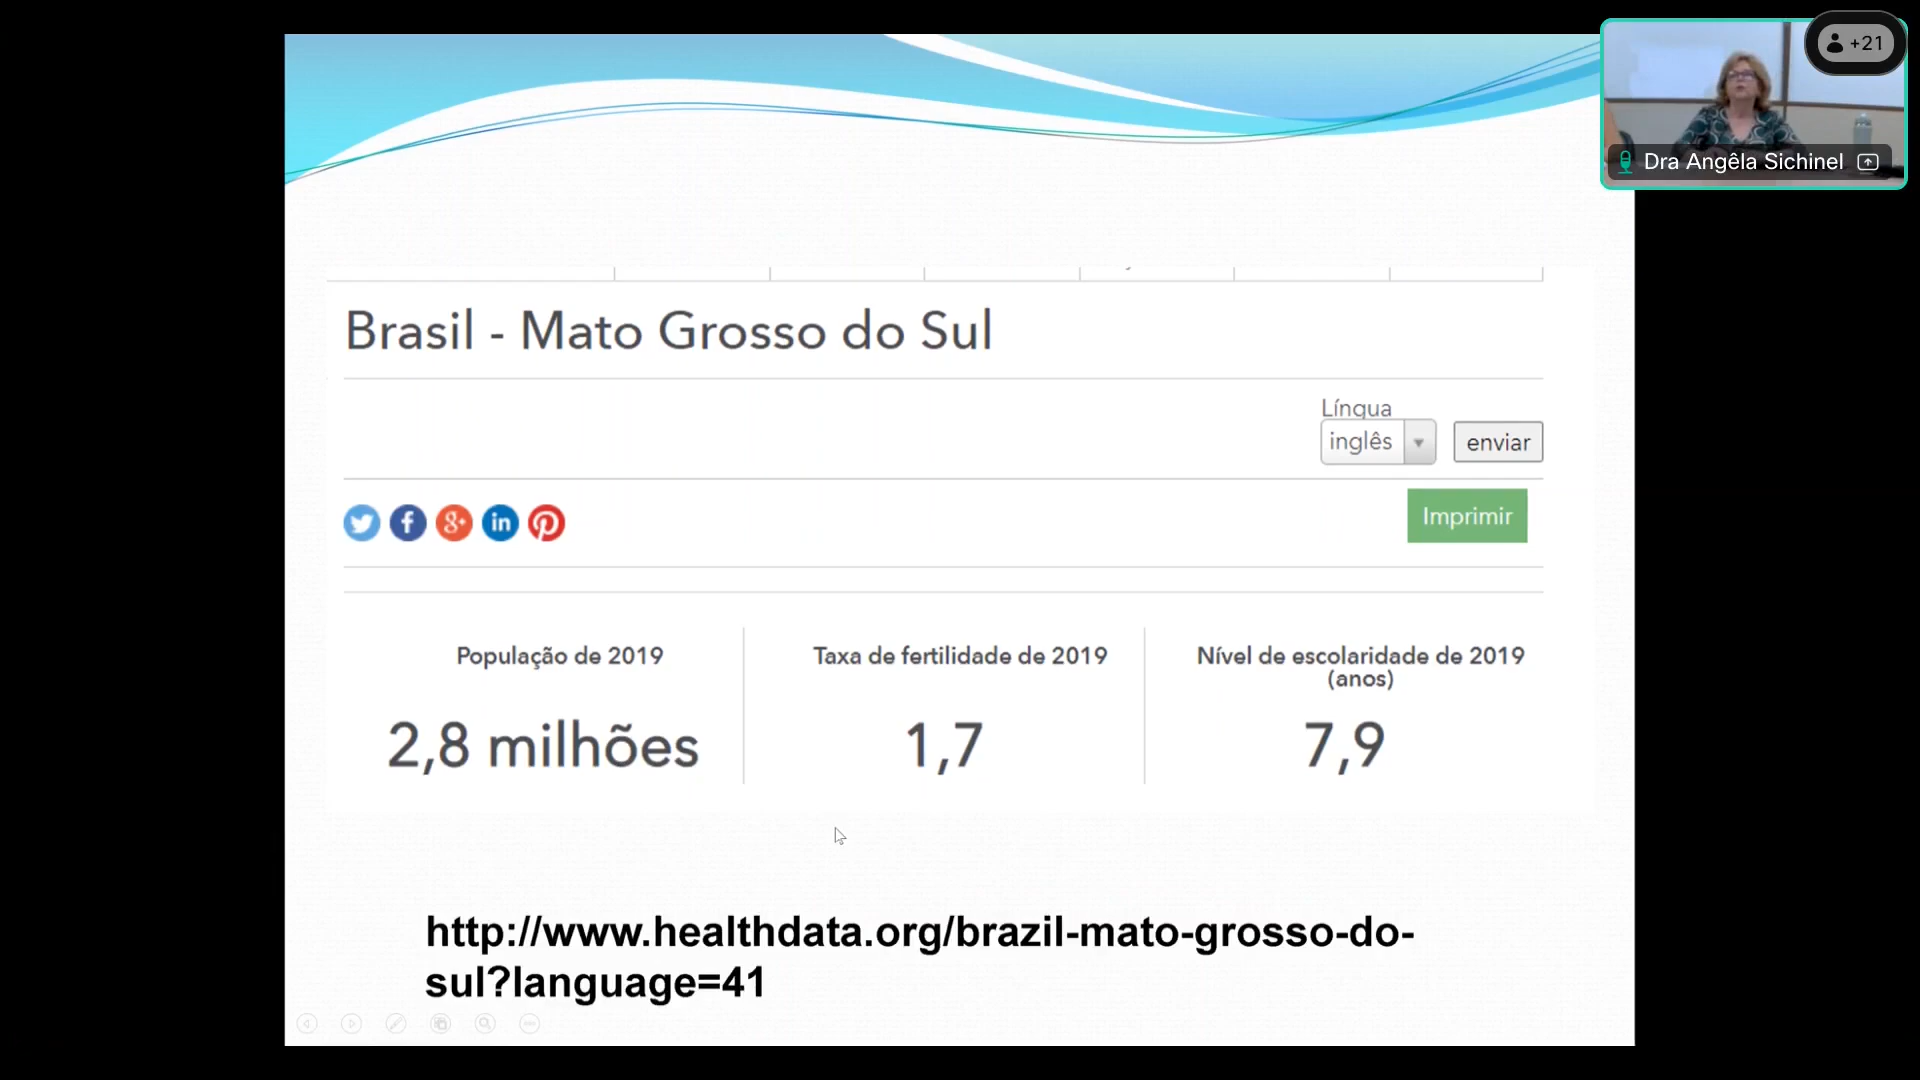 +21
Dra Angêla Sichinel
Brasil - Mato Grosso do Sul
Língua
inglês
enviar
Imprimir
População de 2019
Taxa de fertilidade de 2019
Nível de escolaridade de 2019
(anos)
2,8 milhões
1,7
7,9
http://www.healthdata.org/brazil-mato-grosso-do-
sul?language=41